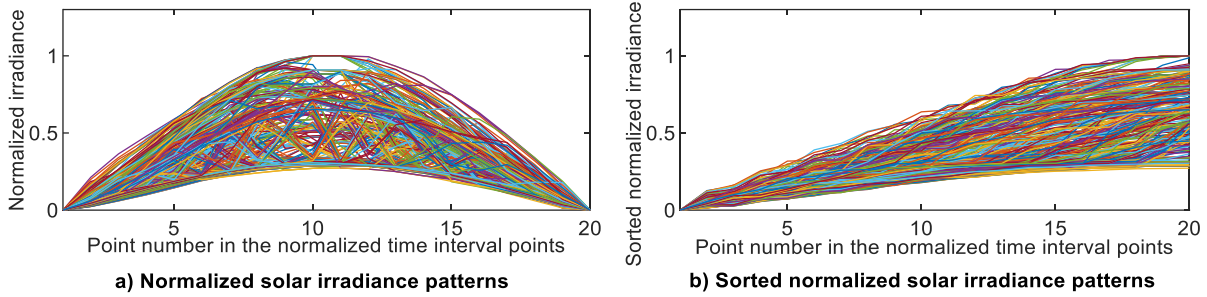 Normalized irradiance
1
0.5
0
5
10
15
20
Point number in the normalized time interval points
a) Normalized solar irradiance patterns
Sorted normalized irradiance
1
0.5
0
5
10
15
20
Point number in the normalized time interval points
b) Sorted normalized solar irradiance patterns